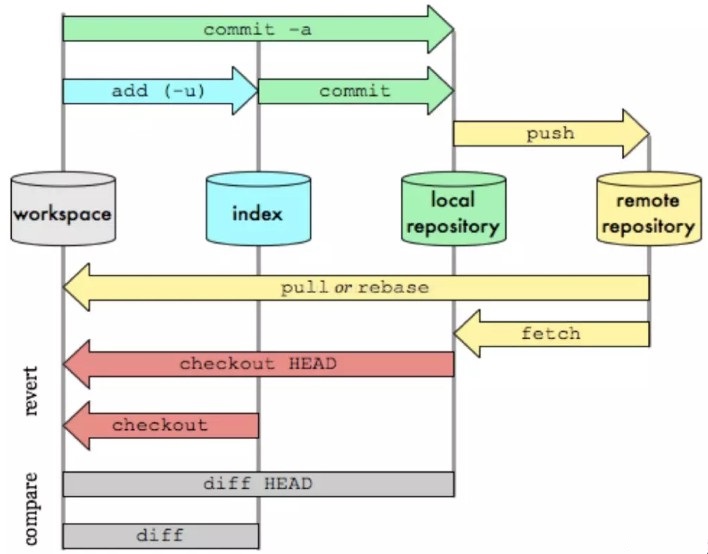 commit -a
add (-u)
commit
push
workspace
index
local
repository
remote
repository
pull or rebase
fetch
revert
checkout HEAD
checkout
compare
diff HEAD
diff